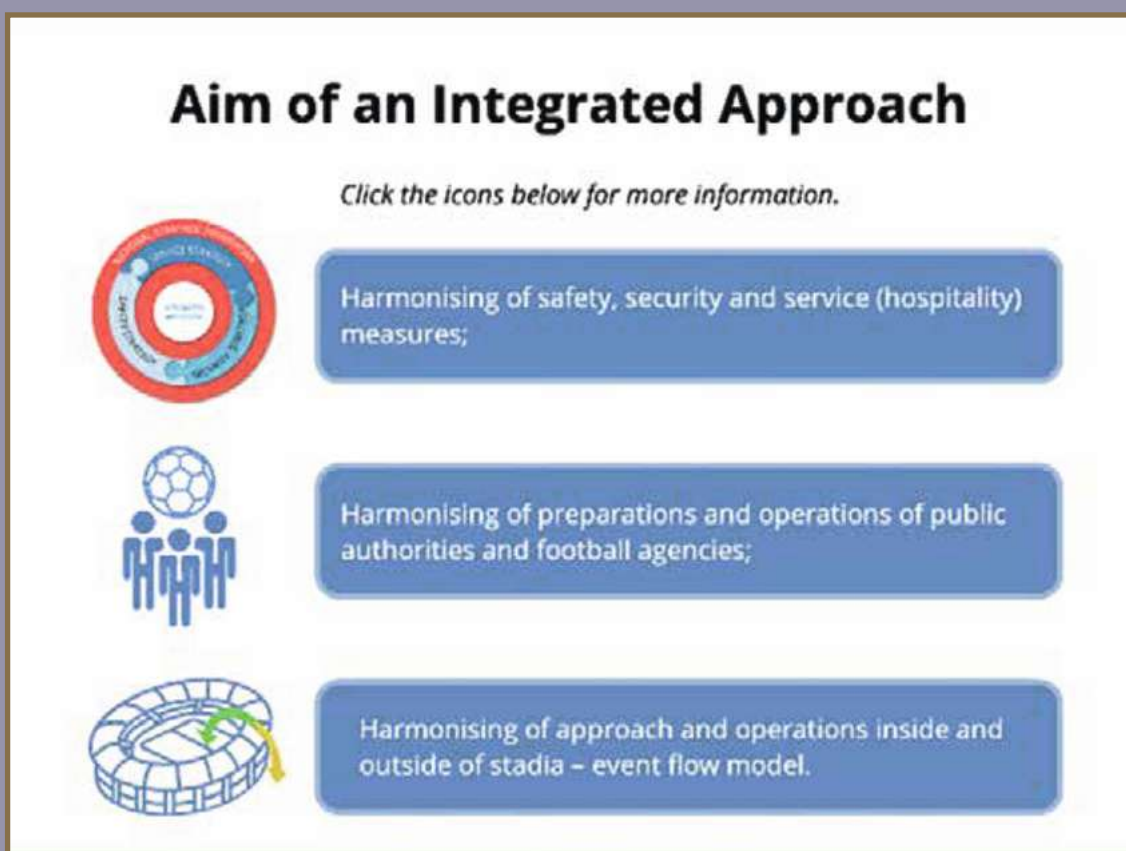 Aim of an Integrated Approach
Click the icons below for more information.
Harmonising of safety, security and service (hospitality)
measures;
Harmonising of preparations and operations of public
authorities and football agencies;
Harmonising of approach and operations inside and
outside of stadia – event flow model.